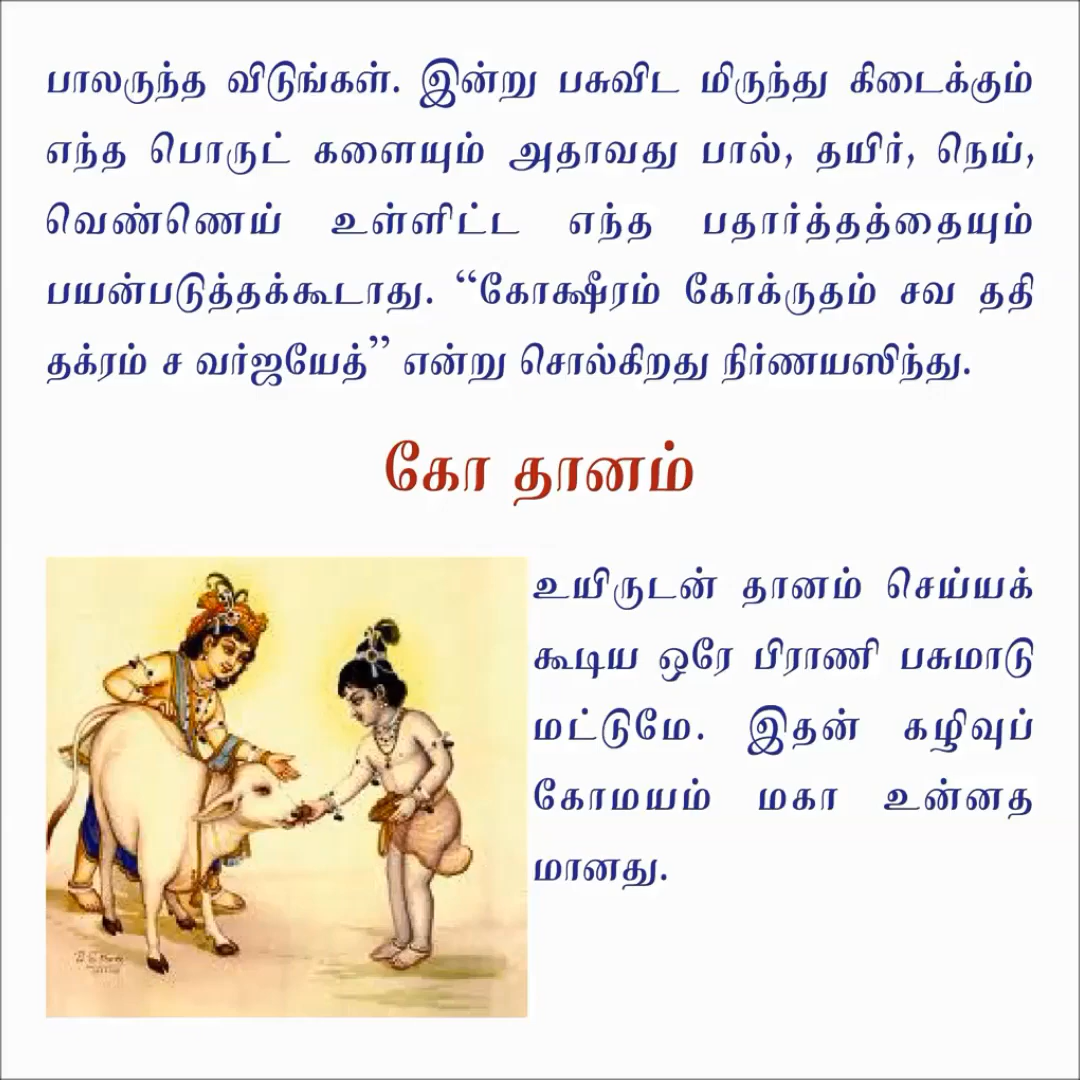 பாலருந்த விடுங்கள். இன்று பசுவிட மிருந்து கிடைக்கும்
எந்த பொருட் களையும் அதாவது பால், தயிர், நெய்,
வெண்ணெய் உள்ளிட்ட எந்த பதார்த்தத்தையும்
பயன்படுத்தக்கூடாது. “கோக்ஷீரம் கோக்ருதம் சவ ததி
தக்ரம் ச வர்ஜயேத்” என்று சொல்கிறது நிர்ணயஸிந்து.
கோ தானம்
உயிருடன் தானம் செய்யக்
கூடிய ஒரே பிராணி பசுமாடு
மட்டுமே. இதன் கழிவுப்
கோமயம் மகா உன்னத
மானது.